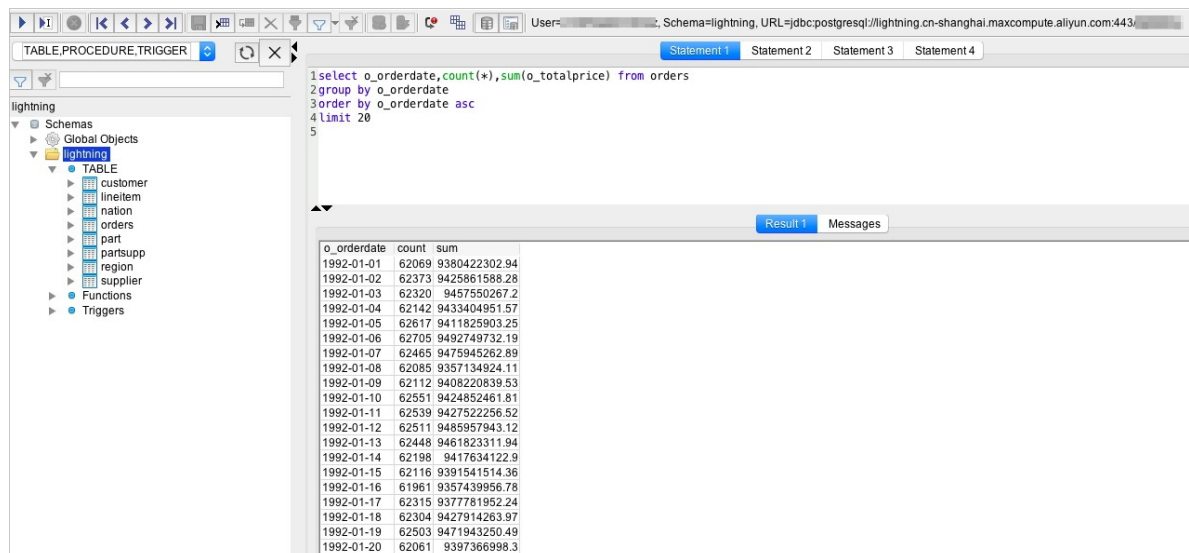 User=
z, Schema=lightning, URL=jdbc:postgresql://lightning.cn-shanghai.maxcompute.aliyun.com:443/
TABLE,PROCEDURE,TRIGGER
Statement 1 Statement 2 Statement 3 Statement 4
1 select o_orderdate,count(*),sum(o_totalprice) from orders
2 group by o_orderdate
3 order by o_orderdate asc
4 limit 20
5
lightning
Schemas
Global Objects
lightning
TABLE
customer
lineitem
nation
orders
part
partsupp
region
supplier
Functions
Triggers
Result 1 Messages
o_orderdate count sum
1992-01-01 62069 9380422302.94
1992-01-02 62373 9425861588.28
1992-01-03 62320 9457550267.2
1992-01-04 62142 9433404951.57
1992-01-05 62617 9411825903.25
1992-01-06 62705 9492749732.19
1992-01-07 62465 9475945262.89
1992-01-08 62085 9357134924.11
1992-01-09 62112 9408220839.53
1992-01-10 62551 9424852461.81
1992-01-11 62539 9427522256.52
1992-01-12 62511 9485957943.12
1992-01-13 62448 9461823311.94
1992-01-14 62198 9417634122.9
1992-01-15 62116 9391541514.36
1992-01-16 61961 9357439956.78
1992-01-17 62315 9377781952.24
1992-01-18 62304 9427914263.97
1992-01-19 62503 9471943250.49
1992-01-20 62061 9397366998.3